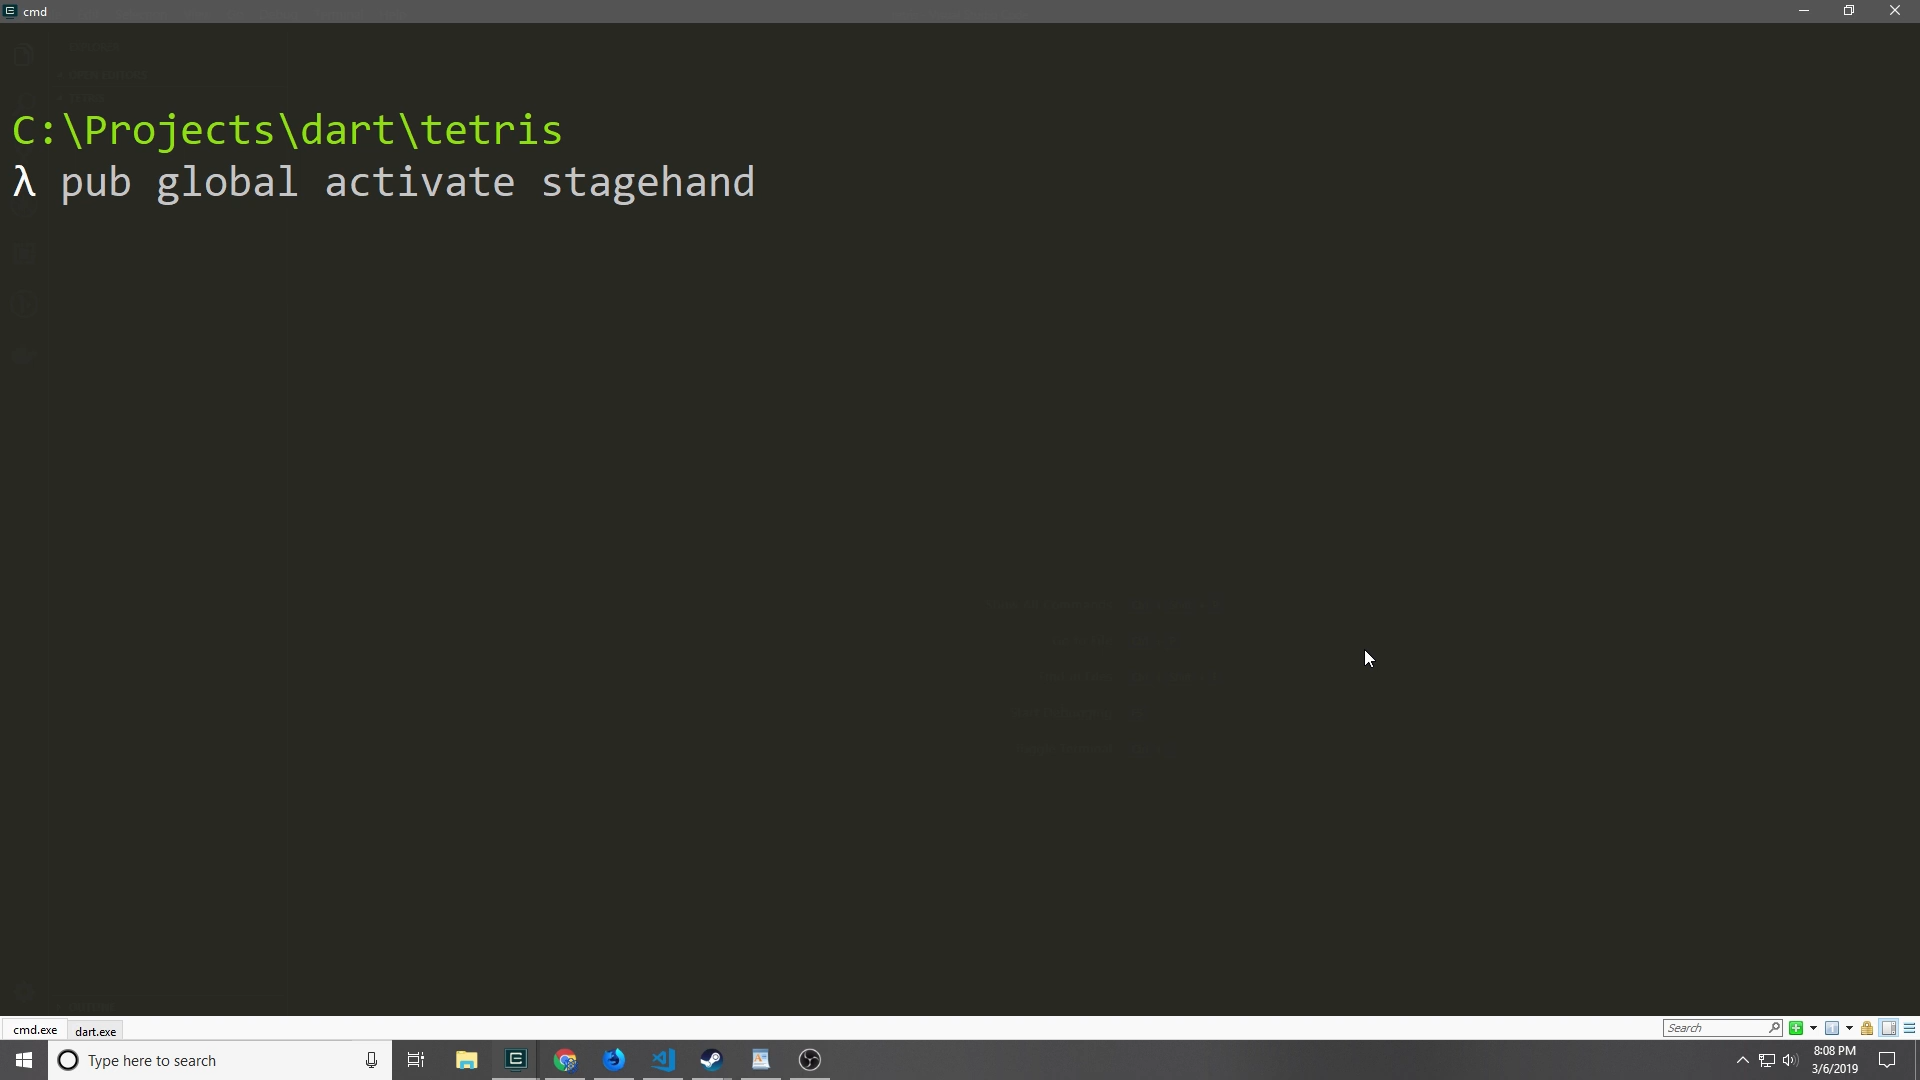 cmd
C:\Projects\dart\tetris
λ pub global activate stagehand
cmd.exe
dart.exe
Search
Type here to search
8:08 PM
3/6/2019